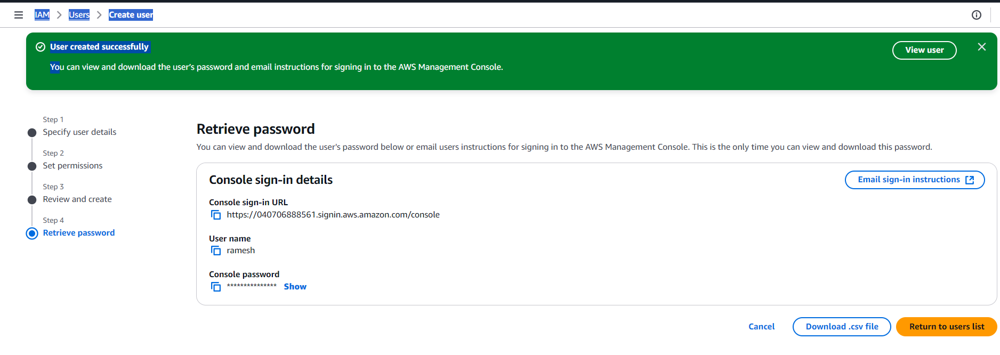 IAM > Users > Create user
User created successfully
View user
You can view and download the user’s password and email instructions for signing in to the AWS Management Console.
Step 1
Specify user details
Step 2
Set permissions
Step 3
Review and create
Step 4
Retrieve password
Retrieve password
You can view and download the user's password below or email users instructions for signing in to the AWS Management Console. This is the only time you can view and download this password.
Console sign-in details
Email sign-in instructions
Console sign-in URL
https://040706888561.signin.aws.amazon.com/console
User name
ramesh
Console password
*************** Show
Cancel
Download .csv file
Return to users list